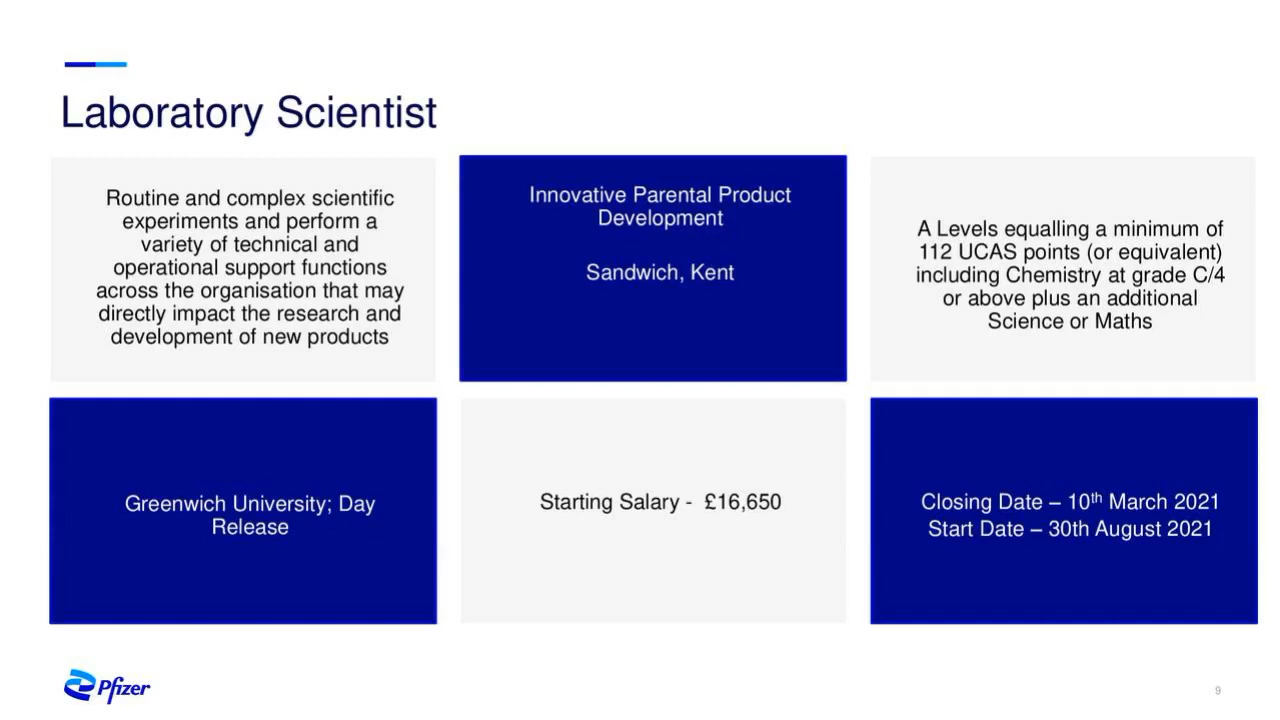 Laboratory Scientist
Routine and complex scientific
experiments and perform a
variety of technical and
operational support functions
across the organisation that may
directly impact the research and
development of new products
Innovative Parental Product
Development
Sandwich, Kent
A Levels equalling a minimum of
112 UCAS points (or equivalent)
including Chemistry at grade C/4
or above plus an additional
Science or Maths
Greenwich University; Day
Release
Starting Salary - £16,650
Closing Date – 10th March 2021
Start Date – 30th August 2021
Pfizer
9